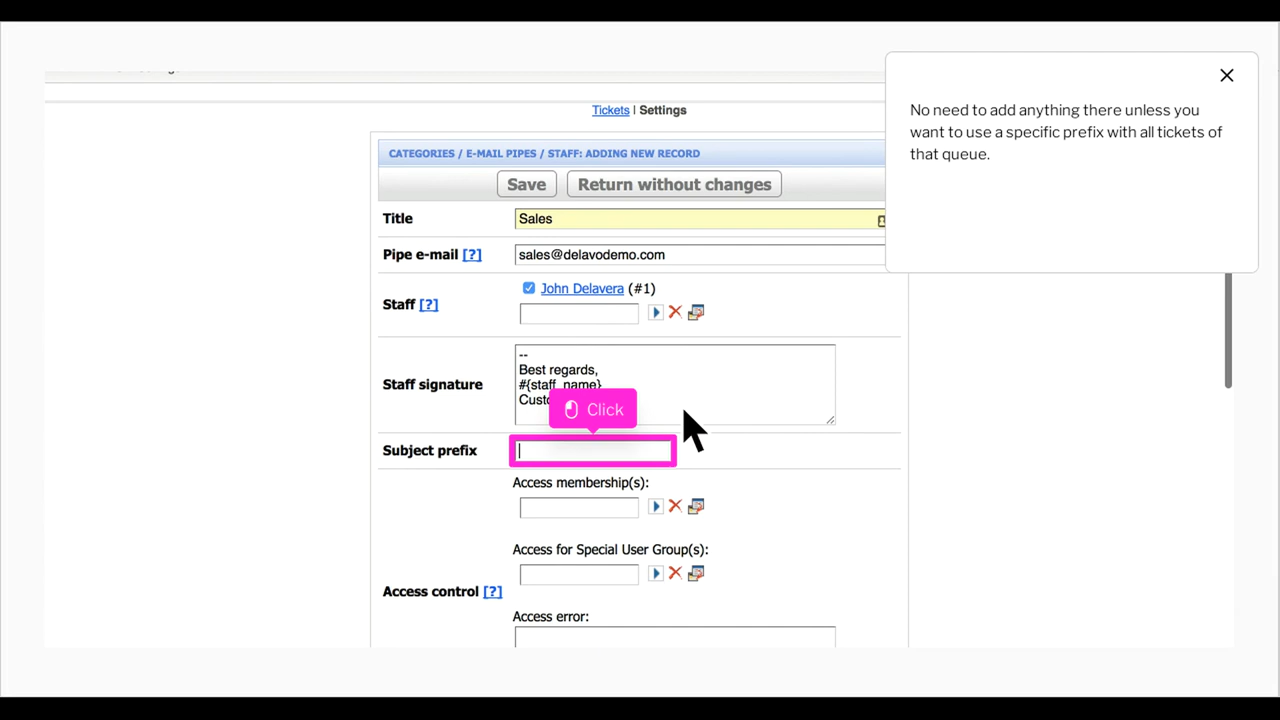 No need to add anything there unless you
want to use a specific prefix with all tickets of
that queue.
Tickets | Settings
CATEGORIES / E-MAIL PIPES / STAFF: ADDING NEW RECORD
Save Return without changes
Title Sales
Pipe e-mail [?] sales@delavodemo.com
John Delavera (#1)
Staff [?]
--
Best regards,
Staff signature #{staff_name}
Click
Subject prefix
Access membership(s):
Access for Special User Group(s):
Access control [?]
Access error: